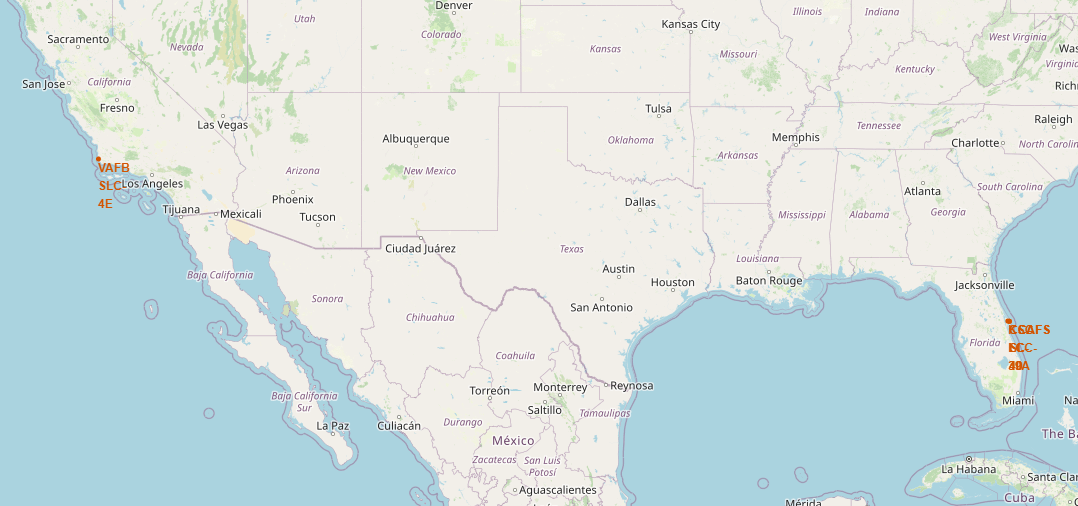 Denver
Utah
Kansas City
Illinois
Indiana
Sacramento
Nevada
Colorado
Kansas
Missouri
West Virginia
Was
Virginia
San Jose
California
Kentucky
Richm
Fresno
Las Vegas
Tulsa
Raleigh
Albuquerque
Oklahoma
Memphis
Tennessee
Charlotte
North Carolin
VAFB
SLC-
4E
Los Angeles
Arizona
New Mexico
Arkansas
South Carolina
Phoenix
Atlanta
Tijuana
Mexicali
Tucson
Dallas
Mississippi
Alabama
Georgia
Ciudad Juárez
Texas
Baja California
Austin
Louisiana
Houston
Baton Rouge
Jacksonville
Sonora
San Antonio
Chihuahua
Florida
Coahuila
Torreón
Monterrey
Reynosa
Baja California
Sur
Saltillo
Tamaulipas
Miami
Na
La Paz
Culiacán
Durango
México
The Ba
Zacatecas
San Luis
Potosí
La Habana
Santa Clar
Aguascalientes
Cuba
Mérida